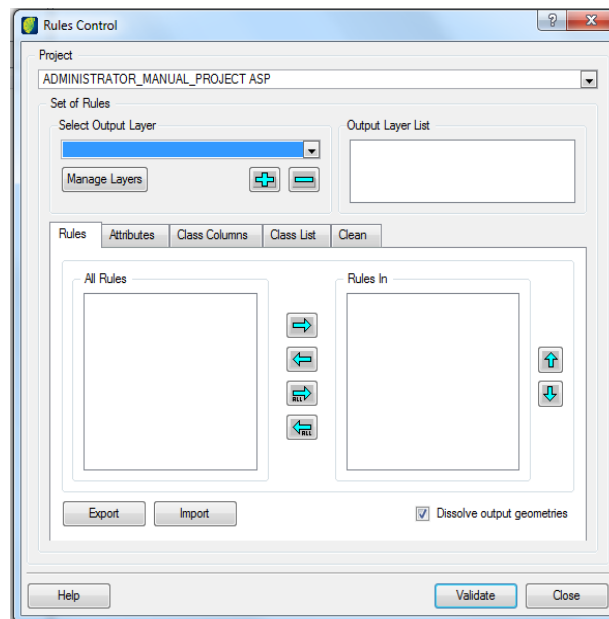 Rules Control
?
X
Project
ADMINISTRATOR_MANUAL_PROJECT ASP
Set of Rules
Select Output Layer
Output Layer List
Manage Layers
Rules
Attributes
Class Columns
Class List
Clean
All Rules
Rules In
ALL
ALL
Export
Import
Dissolve output geometries
Help
Validate
Close